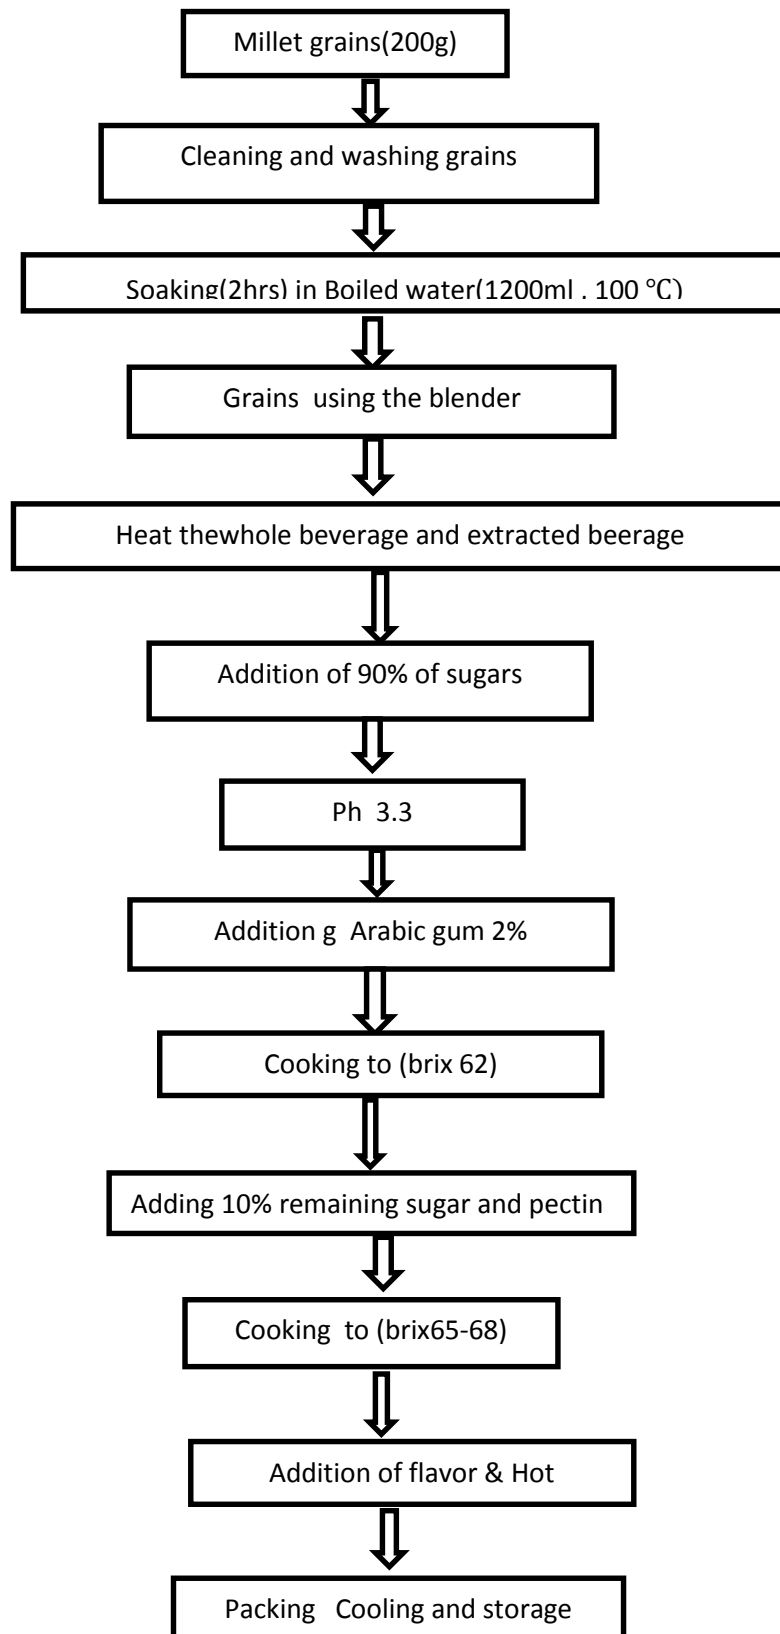 Millet grains(200g)
Cleaning and washing grains
Soaking(2hrs) in Boiled water(1200ml . 100 °C)
Grains using the blender
Heat thewhole beverage and extracted beerage
Addition of 90% of sugars
Ph 3.3
Addition g Arabic gum 2%
Cooking to (brix 62)
Adding 10% remaining sugar and pectin
Cooking to (brix65-68)
Addition of flavor & Hot
Packing Cooling and storage